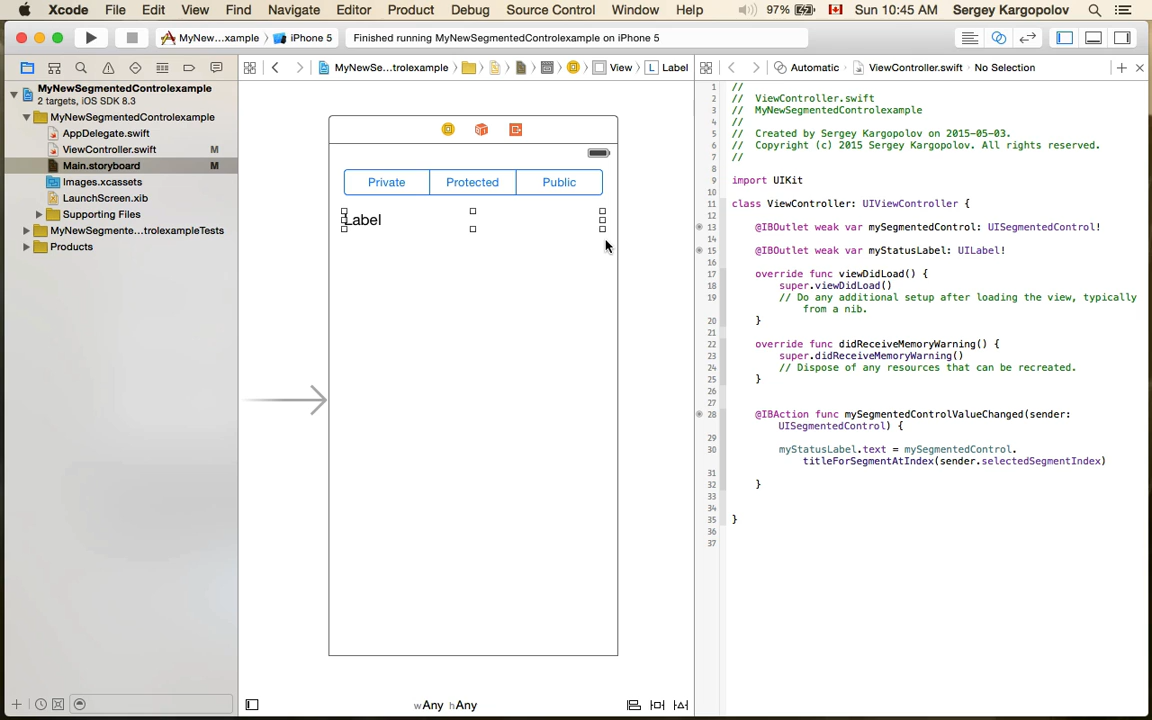 Xcode File Edit View Find Navigate Editor Product Debug Source Control Window Help 97% Sun 10:45 AM Sergey Kargopolov
MyNew...xample iPhone 5 Finished running MyNewSegmentedControlexample on iPhone 5
MyNewSe...trolexample View L Label Automatic ViewController.swift No Selection
MyNewSegmentedControlexample
2 targets, iOS SDK 8.3
MyNewSegmentedControlexample
AppDelegate.swift
ViewController.swift M
Main.storyboard M
Images.xcassets
LaunchScreen.xib
Supporting Files
MyNewSegmente...trolexampleTests
Products
Private Protected Public
Label
wAny hAny
1 //
2 // ViewController.swift
3 // MyNewSegmentedControlexample
4 //
5 // Created by Sergey Kargopolov on 2015-05-03.
6 // Copyright (c) 2015 Sergey Kargopolov. All rights reserved.
7 //
8
9 import UIKit
10
11 class ViewController: UIViewController {
12
13 @IBOutlet weak var mySegmentedControl: UISegmentedControl!
14
15 @IBOutlet weak var myStatusLabel: UILabel!
16
17 override func viewDidLoad() {
18 super.viewDidLoad()
19 // Do any additional setup after loading the view, typically
from a nib.
20 }
21
22 override func didReceiveMemoryWarning() {
23 super.didReceiveMemoryWarning()
24 // Dispose of any resources that can be recreated.
25 }
26
27
28 @IBAction func mySegmentedControlValueChanged(sender:
UISegmentedControl) {
29
30 myStatusLabel.text = mySegmentedControl.
titleForSegmentAtIndex(sender.selectedSegmentIndex)
31
32 }
33
34
35 }
36
37